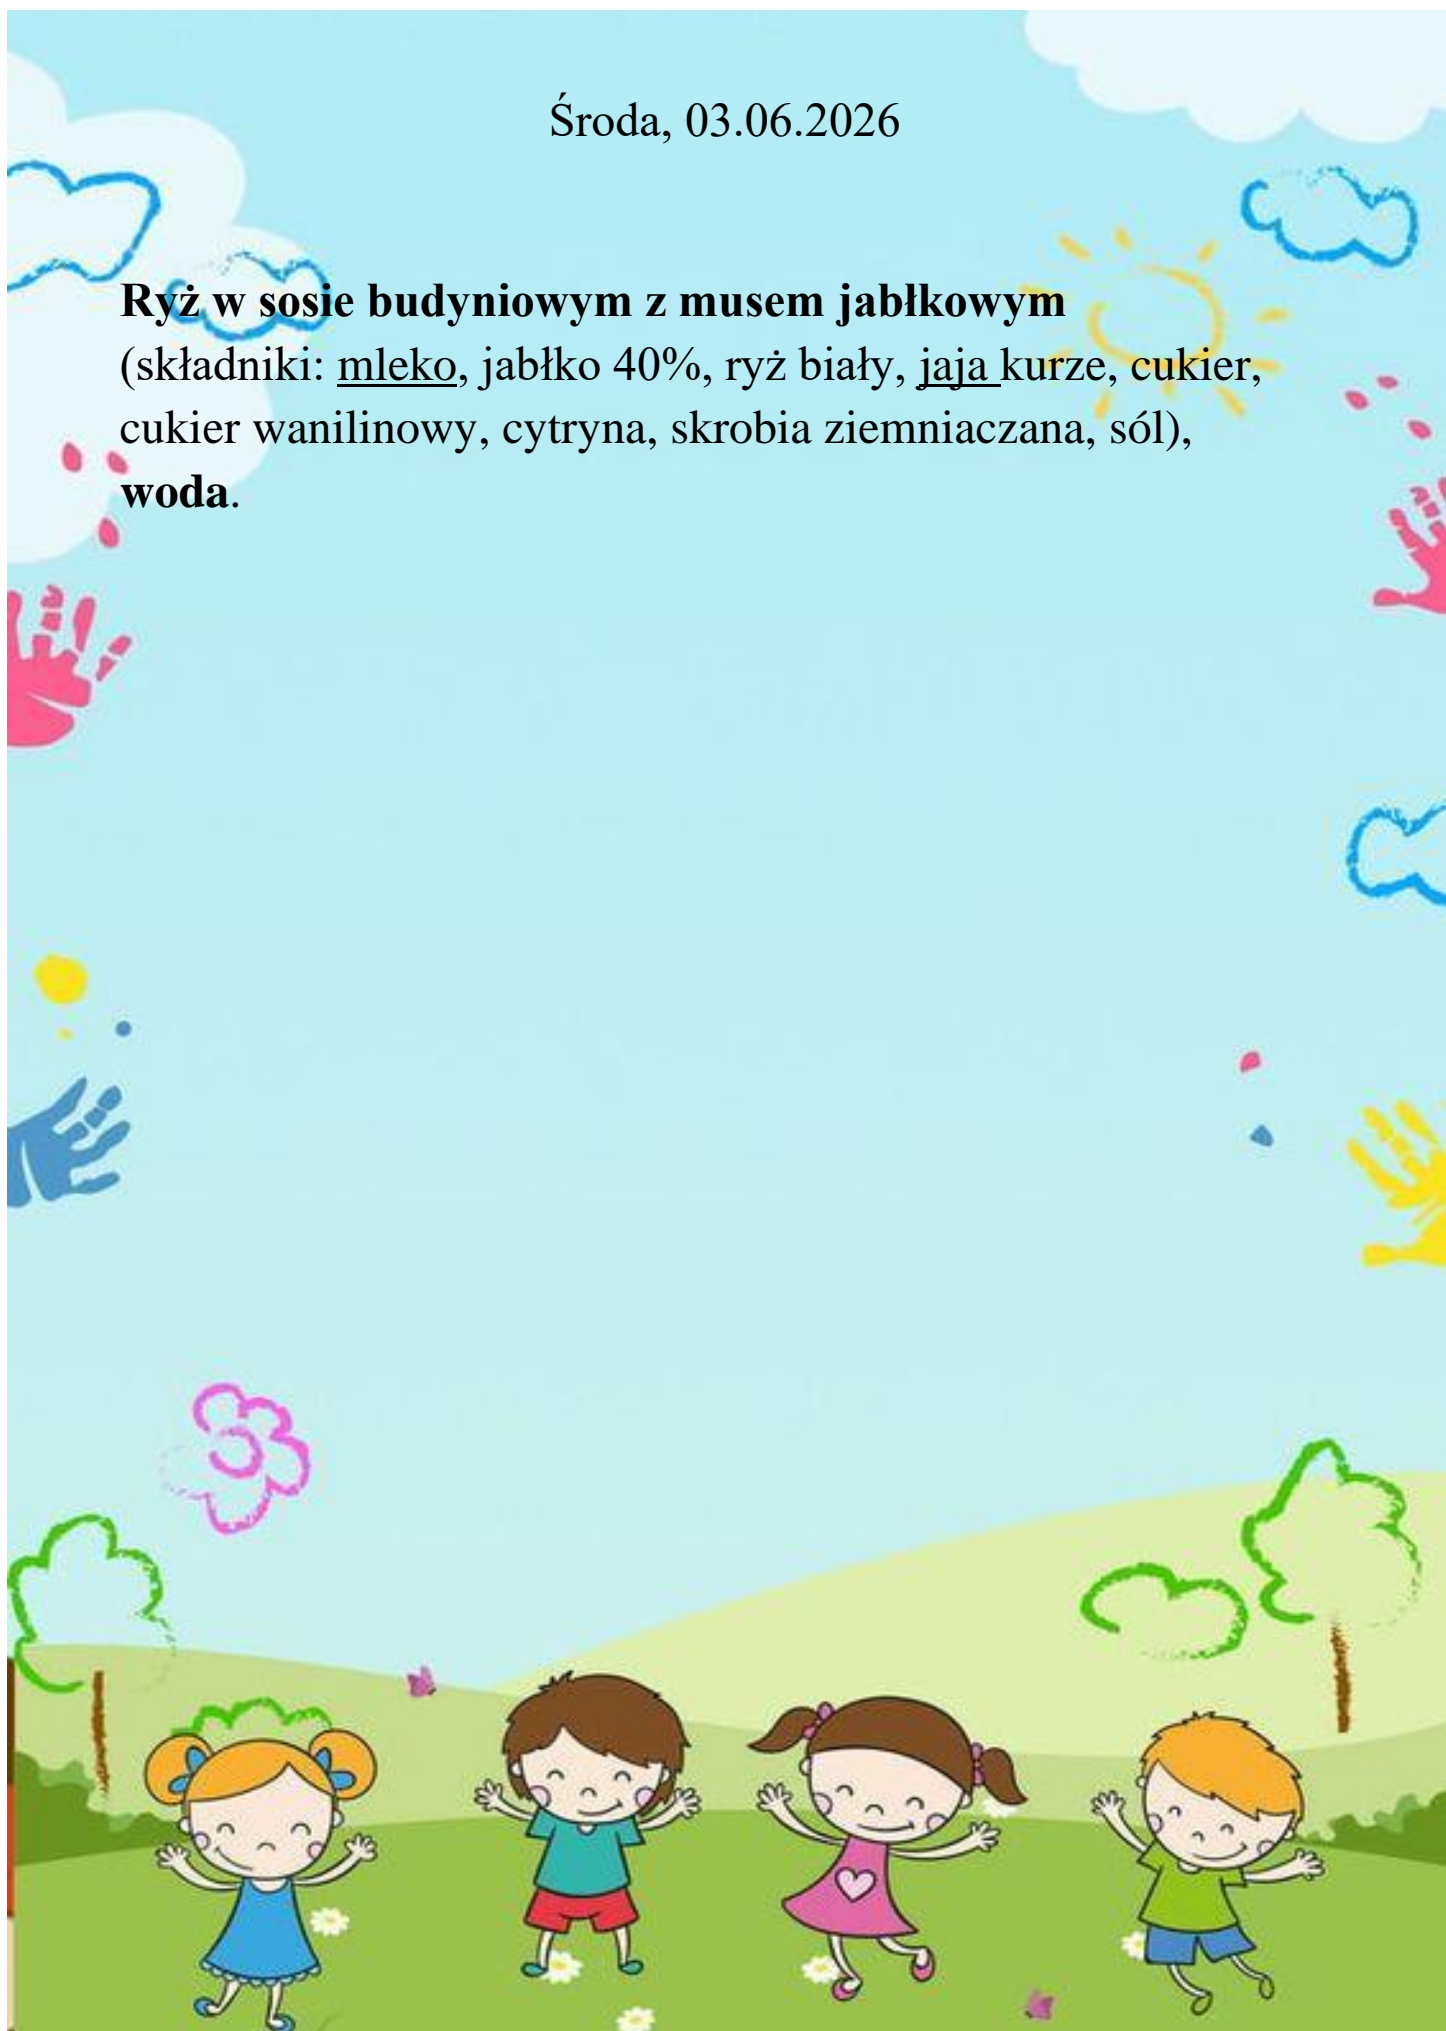 Środa, 03.06.2026
Ryż w sosie budyniowym z musem jabłkowym
(składniki: mleko, jabłko 40%, ryż biały, jaja kurze, cukier,
cukier wanilinowy, cytryna, skrobia ziemniaczana, sól),
woda.